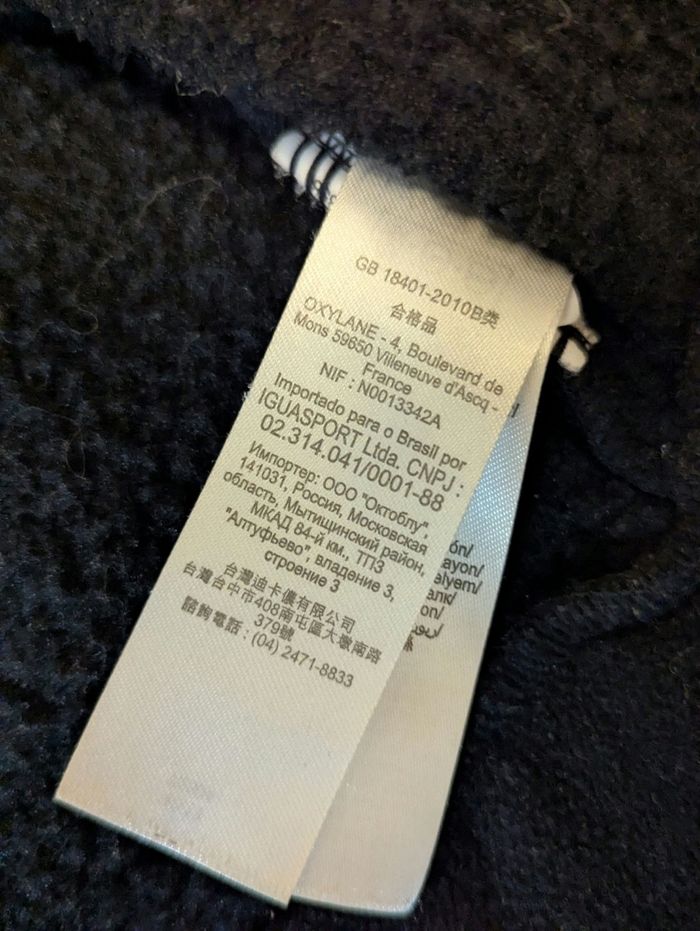 GB 18401-2010B类
合格品
OXYLANE - 4, Boulevard de
Mons 59650 Villeneuve d'Ascq -
France
NIF : N0013342A
Importado para o Brasil por
IGUASPORT Ltda. CNPJ :
02.314.041/0001-88
Импортер: ООО "Октоблу",
141031, Россия, Московская
область, Мытищинский район,
МКАД 84-й км., ТПЗ
"Алтуфьево", владение 3,
строение 3
台灣迪卡儂有限公司
台灣台中市408南屯區大墩南路
379號
諮詢電話 : (04) 2471-8833